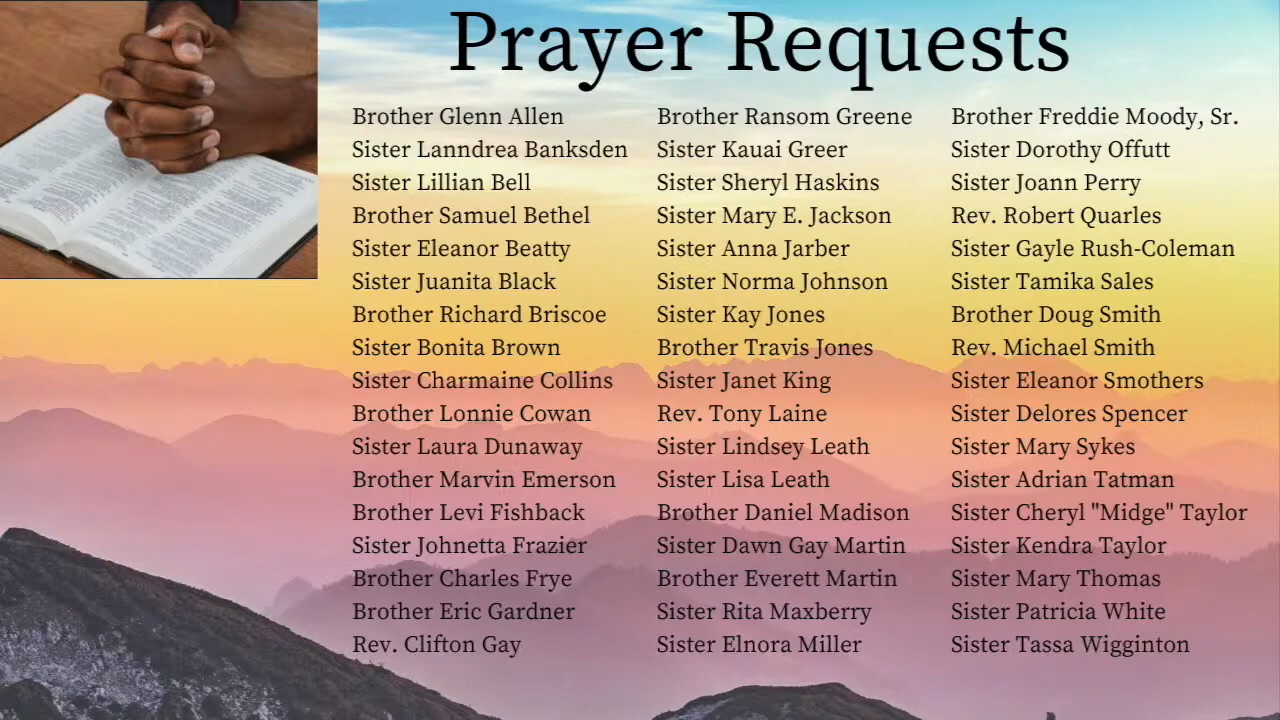 Prayer Requests
Brother Glenn Allen
Sister Lanndrea Banksden
Sister Lillian Bell
Brother Samuel Bethel
Sister Eleanor Beatty
Sister Juanita Black
Brother Richard Briscoe
Sister Bonita Brown
Sister Charmaine Collins
Brother Lonnie Cowan
Sister Laura Dunaway
Brother Marvin Emerson
Brother Levi Fishback
Sister Johnetta Frazier
Brother Charles Frye
Brother Eric Gardner
Rev. Clifton Gay
Brother Ransom Greene
Sister Kauai Greer
Sister Sheryl Haskins
Sister Mary E. Jackson
Sister Anna Jarber
Sister Norma Johnson
Sister Kay Jones
Brother Travis Jones
Sister Janet King
Rev. Tony Laine
Sister Lindsey Leath
Sister Lisa Leath
Brother Daniel Madison
Sister Dawn Gay Martin
Brother Everett Martin
Sister Rita Maxberry
Sister Elnora Miller
Brother Freddie Moody, Sr.
Sister Dorothy Offutt
Sister Joann Perry
Rev. Robert Quarles
Sister Gayle Rush-Coleman
Sister Tamika Sales
Brother Doug Smith
Rev. Michael Smith
Sister Eleanor Smothers
Sister Delores Spencer
Sister Mary Sykes
Sister Adrian Tatman
Sister Cheryl "Midge" Taylor
Sister Kendra Taylor
Sister Mary Thomas
Sister Patricia White
Sister Tassa Wigginton